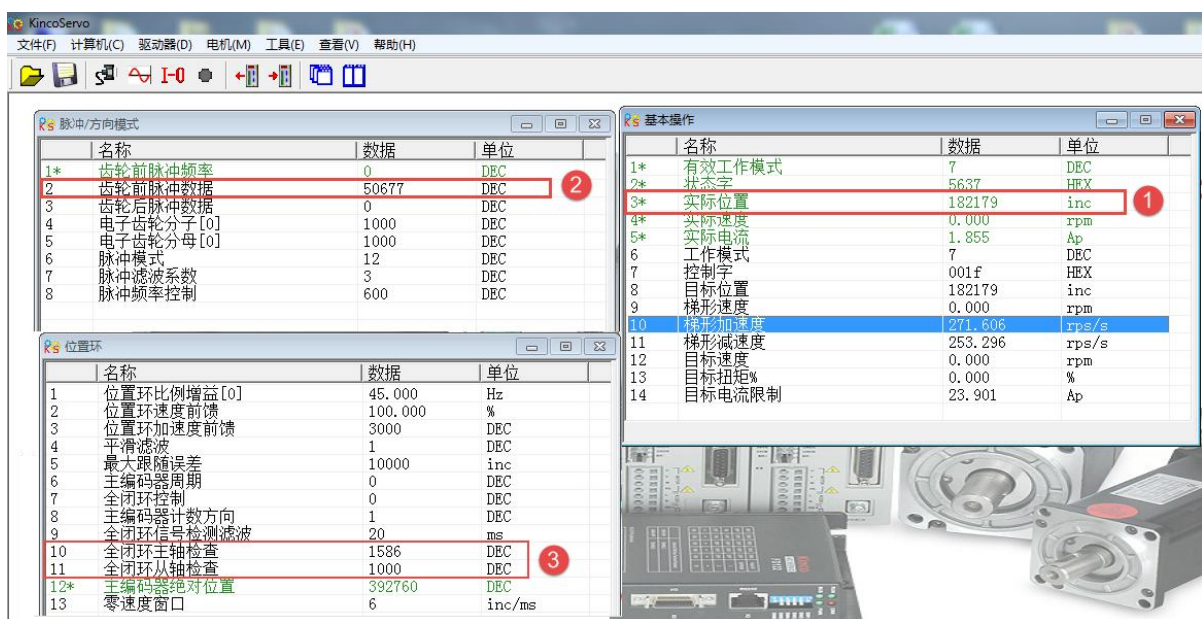 KincoServo
文件(F) 计算机(C) 驱动器(D) 电机(M) 工具(E) 查看(V) 帮助(H)
I-0
脉冲/方向模式
名称 数据 单位
1* 齿轮前脉冲频率 0 DEC
2 齿轮前脉冲数据 50677 DEC
2
3 齿轮后脉冲数据 0 DEC
4 电子齿轮分子[0] 1000 DEC
5 电子齿轮分母[0] 1000 DEC
6 脉冲模式 12 DEC
7 脉冲滤波系数 3 DEC
8 脉冲频率控制 600 DEC
基本操作
名称 数据 单位
1* 有效工作模式 7 DEC
2* 状态字 5637 HEX
3* 实际位置 182179 inc
1
4* 实际速度 0.000 rpm
5* 实际电流 1.855 Ap
6 工作模式 7 DEC
7 控制字 001f HEX
8 目标位置 182179 inc
9 梯形速度 0.000 rpm
10 梯形加速度 271.606 rps/s
11 梯形减速度 253.296 rps/s
12 目标速度 0.000 rpm
13 目标扭矩% 0.000 %
14 目标电流限制 23.901 Ap
位置环
名称 数据 单位
1 位置环比例增益[0] 45.000 Hz
2 位置环速度前馈 100.000 %
3 位置环加速度前馈 3000 DEC
4 平滑滤波 1 DEC
5 最大跟随误差 10000 inc
6 主编码器周期 0 DEC
7 全闭环控制 0 DEC
8 主编码器计数方向 1 DEC
9 全闭环信号检测滤波 20 ms
10 全闭环主轴检查 1586 DEC
11 全闭环从轴检查 1000 DEC
3
12* 主编码器绝对位置 392760 DEC
13 零速度窗口 6 inc/ms